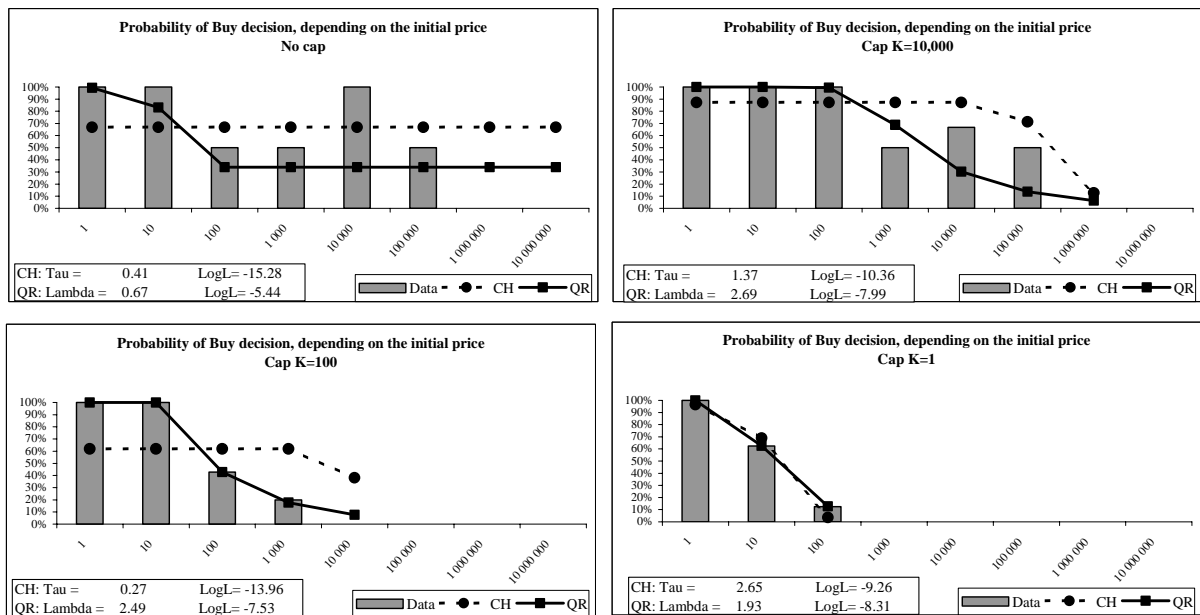 Probability of Buy decision, depending on the initial price
No cap
100%
90%
80%
70%
60%
50%
40%
30%
20%
10%
0%
1
10
100
1 000
10 000
100 000
1 000 000
10 000 000
CH: Tau = 0.41 LogL= -15.28
QR: Lambda = 0.67 LogL= -5.44
Data CH QR
Probability of Buy decision, depending on the initial price
Cap K=10,000
100%
90%
80%
70%
60%
50%
40%
30%
20%
10%
0%
1
10
100
1 000
10 000
100 000
1 000 000
10 000 000
CH: Tau = 1.37 LogL= -10.36
QR: Lambda = 2.69 LogL= -7.99
Data CH QR
Probability of Buy decision, depending on the initial price
Cap K=100
100%
90%
80%
70%
60%
50%
40%
30%
20%
10%
0%
1
10
100
1 000
10 000
100 000
1 000 000
10 000 000
CH: Tau = 0.27 LogL= -13.96
QR: Lambda = 2.49 LogL= -7.53
Data CH QR
Probability of Buy decision, depending on the initial price
Cap K=1
100%
90%
80%
70%
60%
50%
40%
30%
20%
10%
0%
1
10
100
1 000
10 000
100 000
1 000 000
10 000 000
CH: Tau = 2.65 LogL= -9.26
QR: Lambda = 1.93 LogL= -8.31
Data CH QR